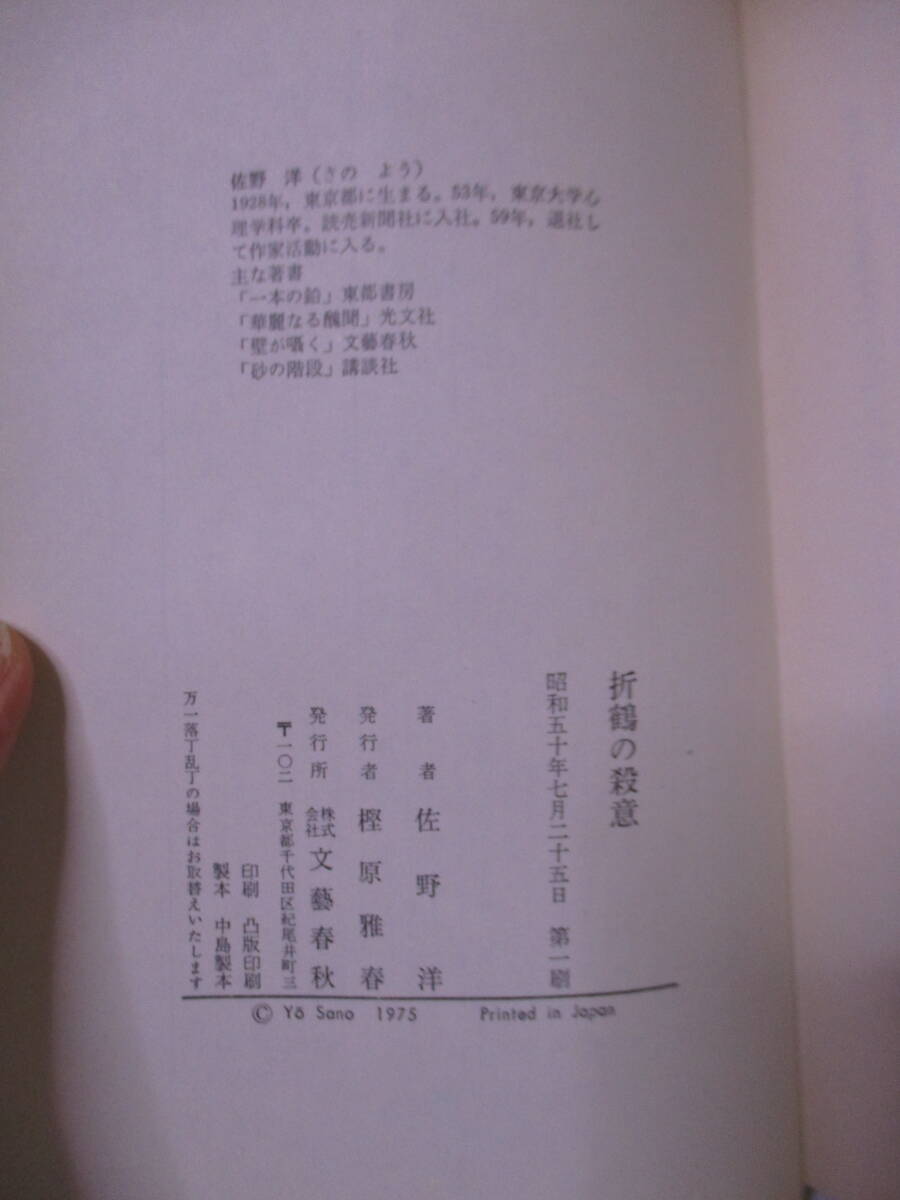 佐野 洋(さの よう)
1928年，東京都に生まる。53年，東京大学心
理学科卒。読売新聞社に入社。59年，退社し
て作家活動に入る。
主な著書
「一本の鉛」東都書房
「華麗なる醜聞」光文社
「壁が囁く」文藝春秋
「砂の階段」講談社
折鶴の殺意
昭和五十年七月二十五日 第一刷
著者 佐野洋
発行者 樫原雅春
発行所 株式会社 文藝春秋
〒一〇二 東京都千代田区紀尾井町三
印刷 凸版印刷
製本 中島製本
万一落丁乱丁の場合はお取替えいたします
© Yō Sano 1975 Printed in Japan